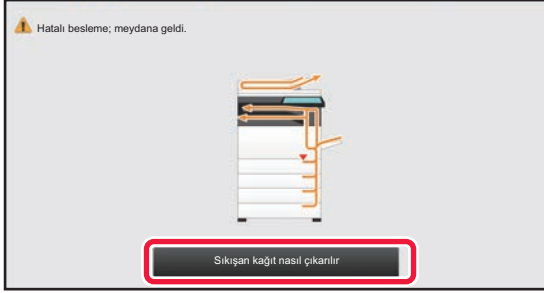 Hatalı besleme; meydana geldi.
Sıkışan kağıt nasıl çıkarılır